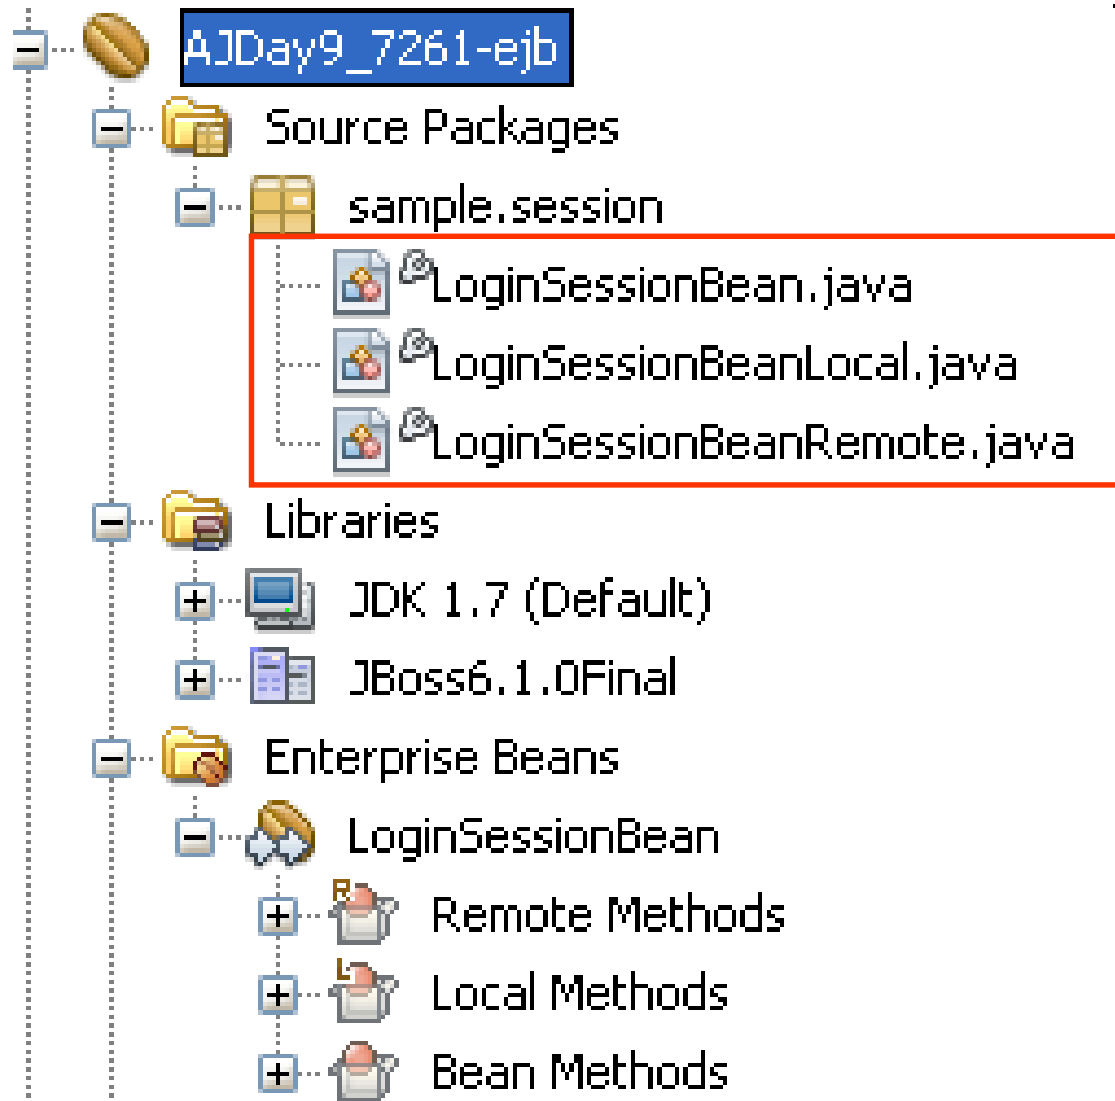 AJDay9_7261-ejb
Source Packages
sample.session
LoginSessionBean.java
LoginSessionBeanLocal.java
LoginSessionBeanRemote.java
Libraries
JDK 1.7 (Default)
JBoss6.1.0Final
Enterprise Beans
LoginSessionBean
R
Remote Methods
L
Local Methods
Bean Methods